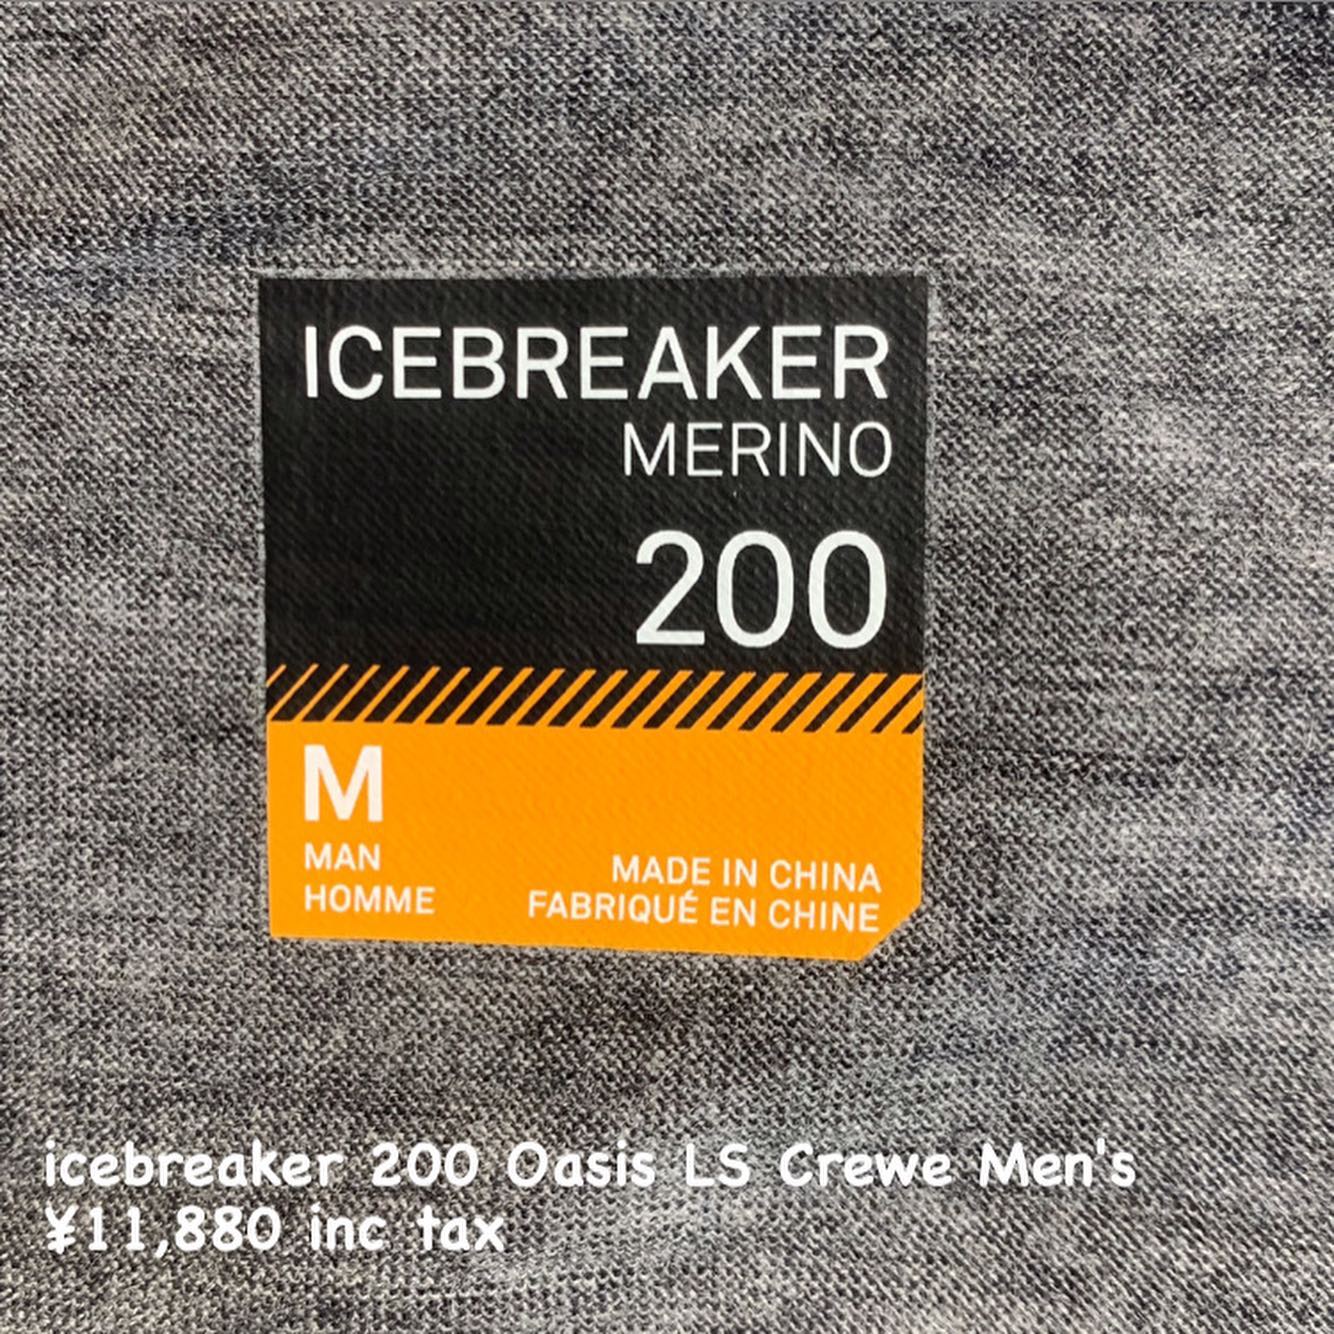 ICEBREAKER
MERINO
200
M
MAN
HOMME
MADE IN CHINA
FABRIQUÉ EN CHINE
icebreaker 200 Oasis LS Crewe Men's
¥11,880 inc tax